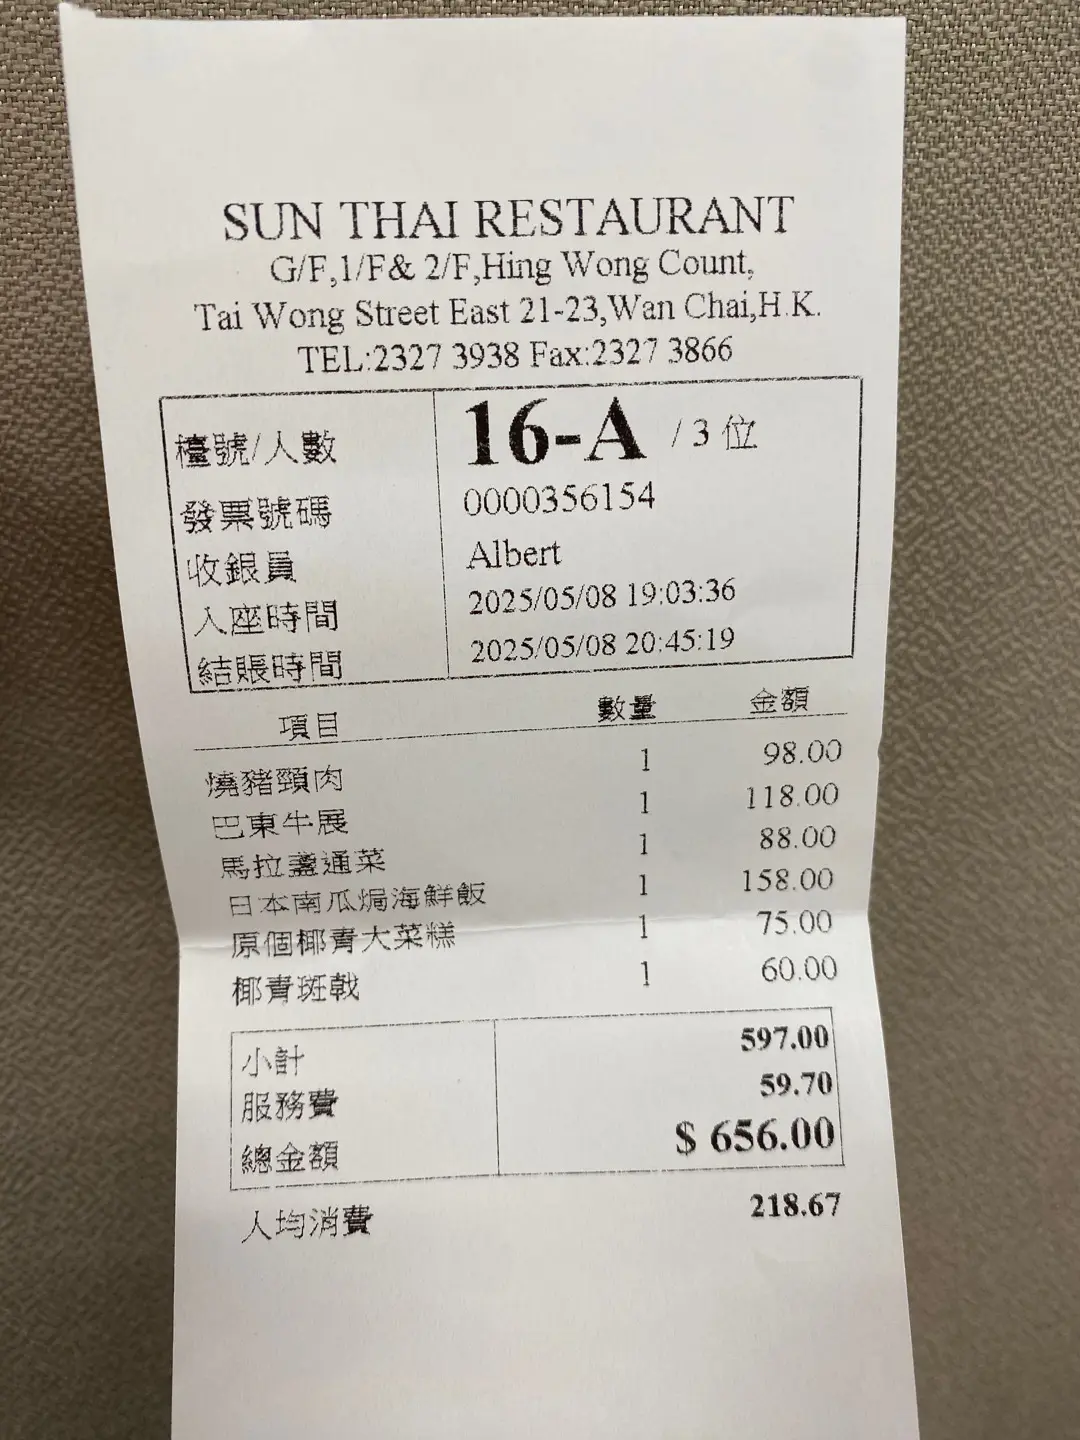 SUN THAI RESTAURANT
G/F,1/F& 2/F,Hing Wong Count,
Tai Wong Street East 21-23,Wan Chai,H.K.
TEL:2327 3938 Fax:2327 3866
檯號/人數 16-A / 3 位
發票號碼 0000356154
收銀員 Albert
入座時間 2025/05/08 19:03:36
結賬時間 2025/05/08 20:45:19
項目 數量 金額
燒豬頸肉 1 98.00
巴東牛展 1 118.00
馬拉盞通菜 1 88.00
日本南瓜焗海鮮飯 1 158.00
原個椰青大菜糕 1 75.00
椰青斑戟 1 60.00
小計 597.00
服務費 59.70
總金額 $ 656.00
人均消費 218.67